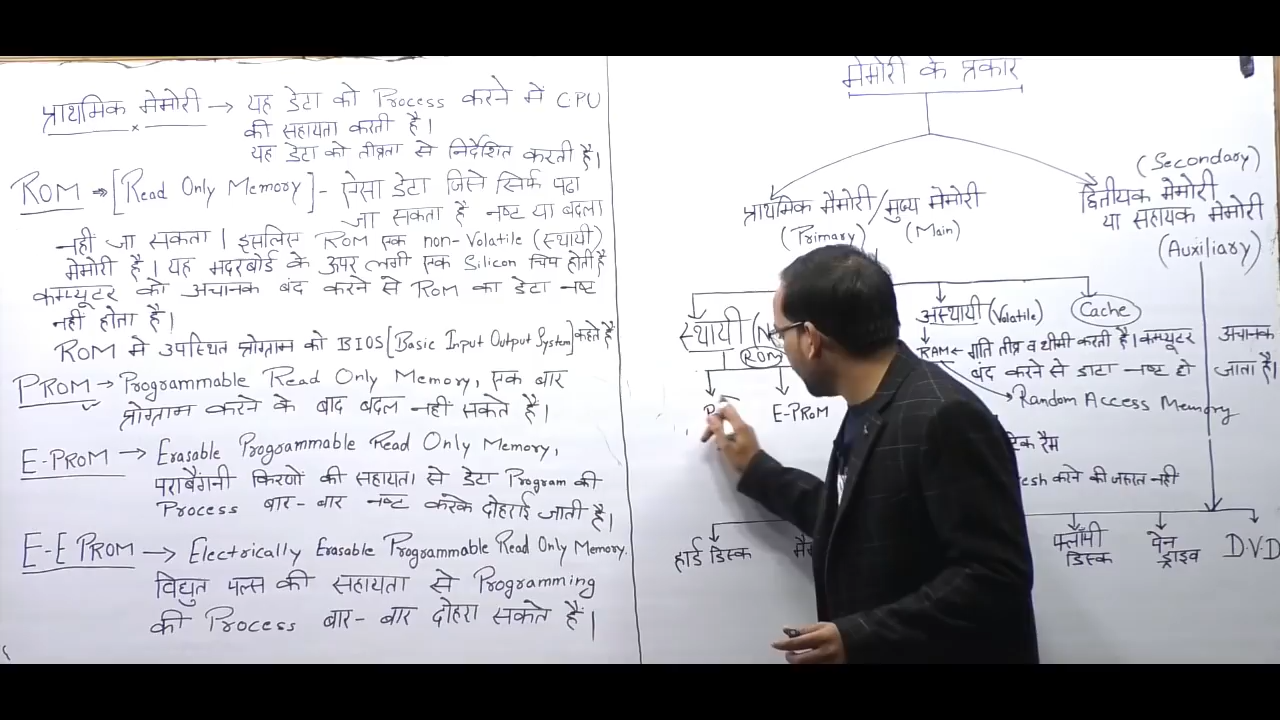 प्राथमिक मेमोरी → यह डेटा को Process करने में CPU
की सहायता करती है।
यह डेटा को तीव्रता से निर्देशित करती है।
ROM → [Read Only Memory] - ऐसा डेटा जिसे सिर्फ पढा
जा सकता है नष्ट या बदला
नहीं जा सकता। इसलिए ROM एक non-Volatile (स्थायी)
मेमोरी है। यह मदरबोर्ड के ऊपर लगी एक Silicon चिप होती है
कम्प्यूटर को अचानक बंद करने से ROM का डेटा नष्ट
नहीं होता है।
ROM में उपस्थित प्रोग्राम को BIOS [Basic Input Output System] कहते हैं
PROM → Programmable Read Only Memory, एक बार
प्रोग्राम करने के बाद बदल नहीं सकते है।
E-PROM → Erasable Programmable Read Only Memory,
पराबैंगनी किरणों की सहायता से डेटा Program की
Process बार-बार नष्ट करके दोहराई जाती है।
E-E PROM → Electrically Erasable Programmable Read Only Memory.
विद्युत पल्स की सहायता से Programming
की Process बार-बार दोहरा सकते हैं।
मेमोरी के प्रकार
प्राथमिक मैमोरी/मुख्य मेमोरी
(Primary) (Main)
(Secondary)
द्वितीयक मेमोरी
या सहायक मेमोरी
(Auxiliary)
स्थायी
ROM
E-PROM
अस्थायी (Volatile)
Cache
RAM ← गति तीव्र व धीमी करती है। कम्प्यूटर अचानक
बंद करने से डाटा नष्ट हो जाता है।
Random Access Memory
टिक रैम
esh करने की जरुरत नही
हार्ड डिस्क
फ्लॉपी डिस्क
पेन ड्राइव
D.V.D